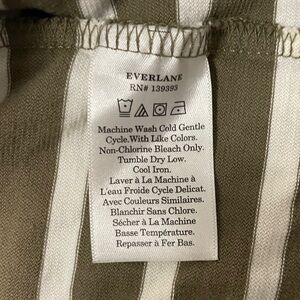 EVERLANE
RN# 139393
Machine Wash Cold Gentle
Cycle.With Like Colors.
Non-Chlorine Bleach Only.
Tumble Dry Low.
Cool Iron.
Laver à La Machine à
L'eau Froide Cycle Delicat.
Avec Couleurs Similaires.
Blanchir Sans Chlore.
Sécher à La Machine
Basse Température.
Repasser à Fer Bas.